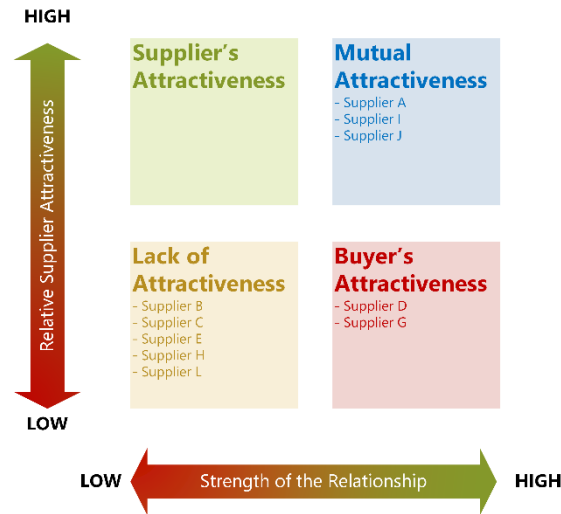 HIGH
Supplier's
Attractiveness
Mutual
Attractiveness
- Supplier A
- Supplier I
- Supplier J
Relative Supplier Attractiveness
Lack of
Attractiveness
- Supplier B
- Supplier C
- Supplier E
- Supplier H
- Supplier L
Buyer's
Attractiveness
- Supplier D
- Supplier G
LOW
LOW
Strength of the Relationship
HIGH